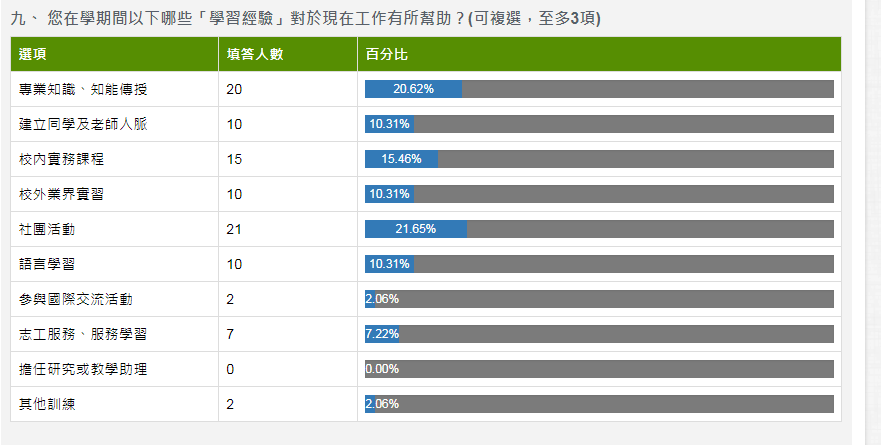 九、 您在學期間以下哪些「學習經驗」對於現在工作有所幫助？(可複選，至多3項)
選項 填答人數 百分比
專業知識、知能傳授 20 20.62%
建立同學及老師人脈 10 10.31%
校內實務課程 15 15.46%
校外業界實習 10 10.31%
社團活動 21 21.65%
語言學習 10 10.31%
參與國際交流活動 2 2.06%
志工服務、服務學習 7 7.22%
擔任研究或教學助理 0 0.00%
其他訓練 2 2.06%